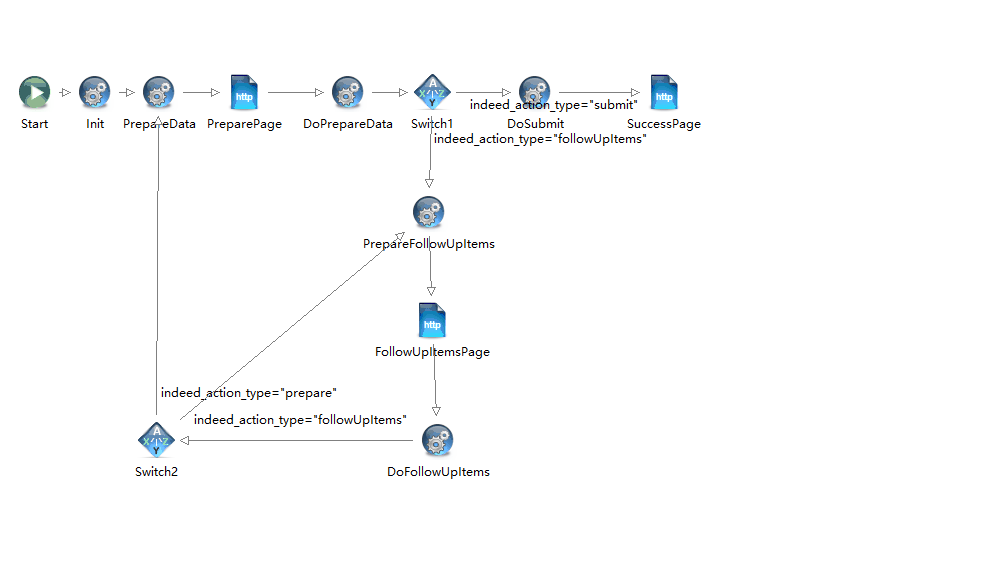 http
indeed_action_type="submit"
Start
Init
PrepareData
PreparePage
DoPrepareData
Switch1
DoSubmit
http
SuccessPage
indeed_action_type="followUpItems"
PrepareFollowUpItems
http
FollowUpItemsPage
indeed_action_type="prepare"
indeed_action_type="followUpItems"
Switch2
DoFollowUpItems
A
X
Z
Y
A
X
Z
Y